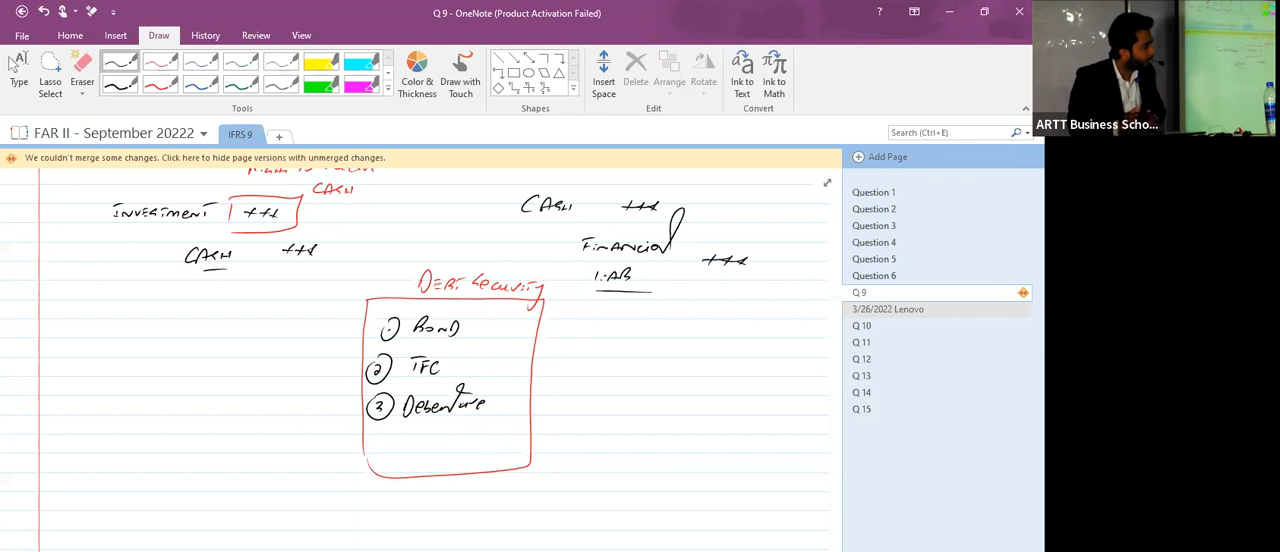 Q 9 - OneNote (Product Activation Failed)
File Home Insert Draw History Review View
Type
Lasso Select
Eraser
Color & Thickness
Draw with Touch
Insert Space
Delete
Arrange
Rotate
Ink to Text
Ink to Math
Tools
Shapes
Edit
Convert
FAR II - September 20222
IFRS 9
Search (Ctrl+E)
We couldn't merge some changes. Click here to hide page versions with unmerged changes.
CASH
INVESTMENT +++
CASH +++
CASH +++
FINANCIAL
LIAB +++
DEBT SECURITY
1) BOND
2 TFC
3 Debenture
Add Page
Question 1
Question 2
Question 3
Question 4
Question 5
Question 6
Q 9
3/26/2022 Lenovo
Q 10
Q 11
Q 12
Q 13
Q 14
Q 15
ARTT Business Scho...